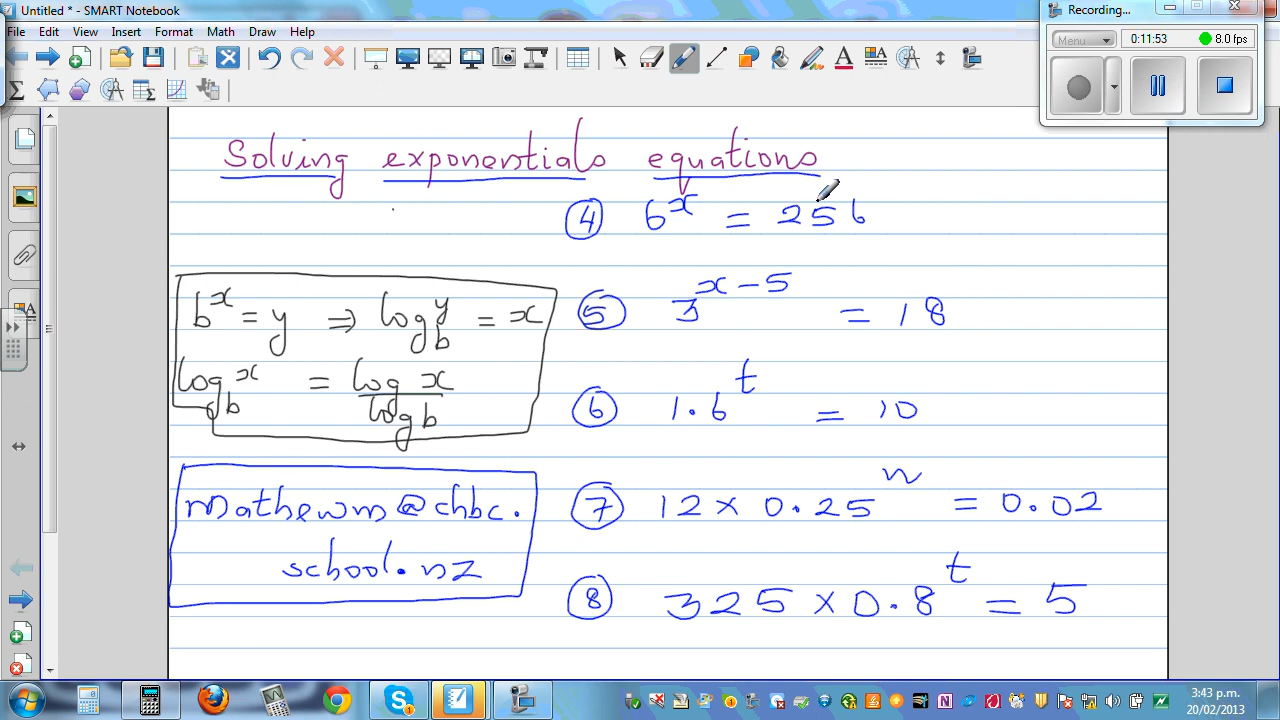 Untitled * - SMART Notebook
File Edit View Insert Format Math Draw Help
Recording...
Menu 0:11:53 8.0 fps
Solving exponentials equations
④ 6^x = 256
b^x = y ⇒ log_b^y = x
log_b^x = log x / log b
⑤ 3^{x-5} = 18
⑥ 1.6^t = 10
mathewm@chbc.
school.nz
⑦ 12 × 0.25^n = 0.02
⑧ 325 × 0.8^t = 5
3:43 p.m.
20/02/2013